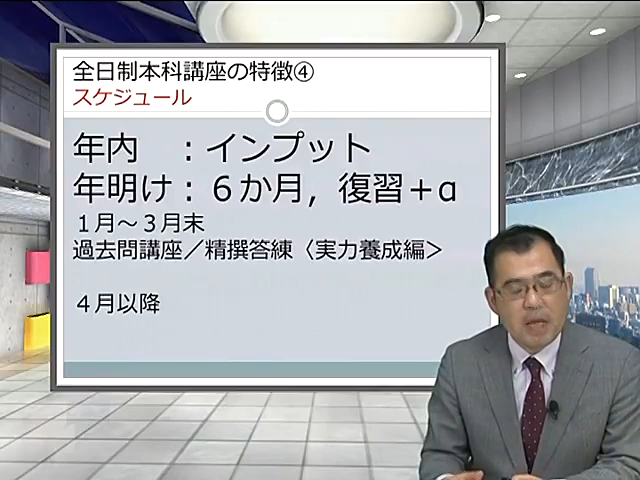 全日制本科講座の特徴④
スケジュール
年内　：インプット
年明け：６か月，復習＋α
１月～３月末
過去問講座／精撰答練〈実力養成編〉
４月以降